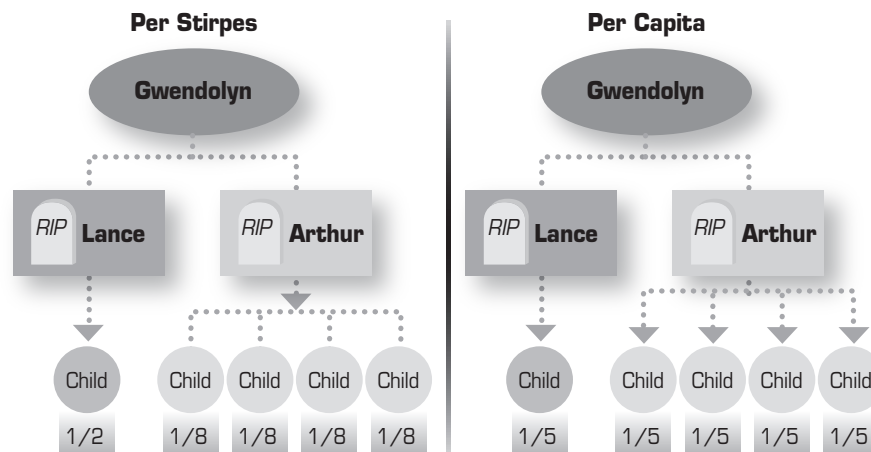 Per Stirpes
Gwendolyn
RIP Lance
RIP Arthur
Child
Child
Child
Child
Child
1/2
1/8
1/8
1/8
1/8
Per Capita
Gwendolyn
RIP Lance
RIP Arthur
Child
Child
Child
Child
Child
1/5
1/5
1/5
1/5
1/5